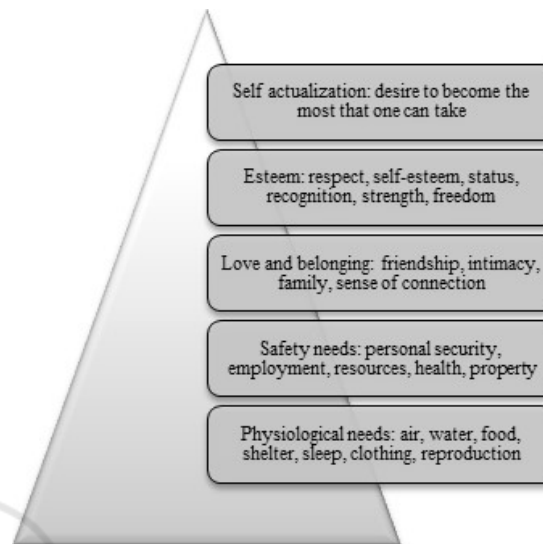 Self actualization: desire to become the
most that one can take
Esteem: respect, self-esteem, status,
recognition, strength, freedom
Love and belonging: friendship, intimacy,
family, sense of connection
Safety needs: personal security,
employment, resources, health, property
Physiological needs: air, water, food,
shelter, sleep, clothing, reproduction